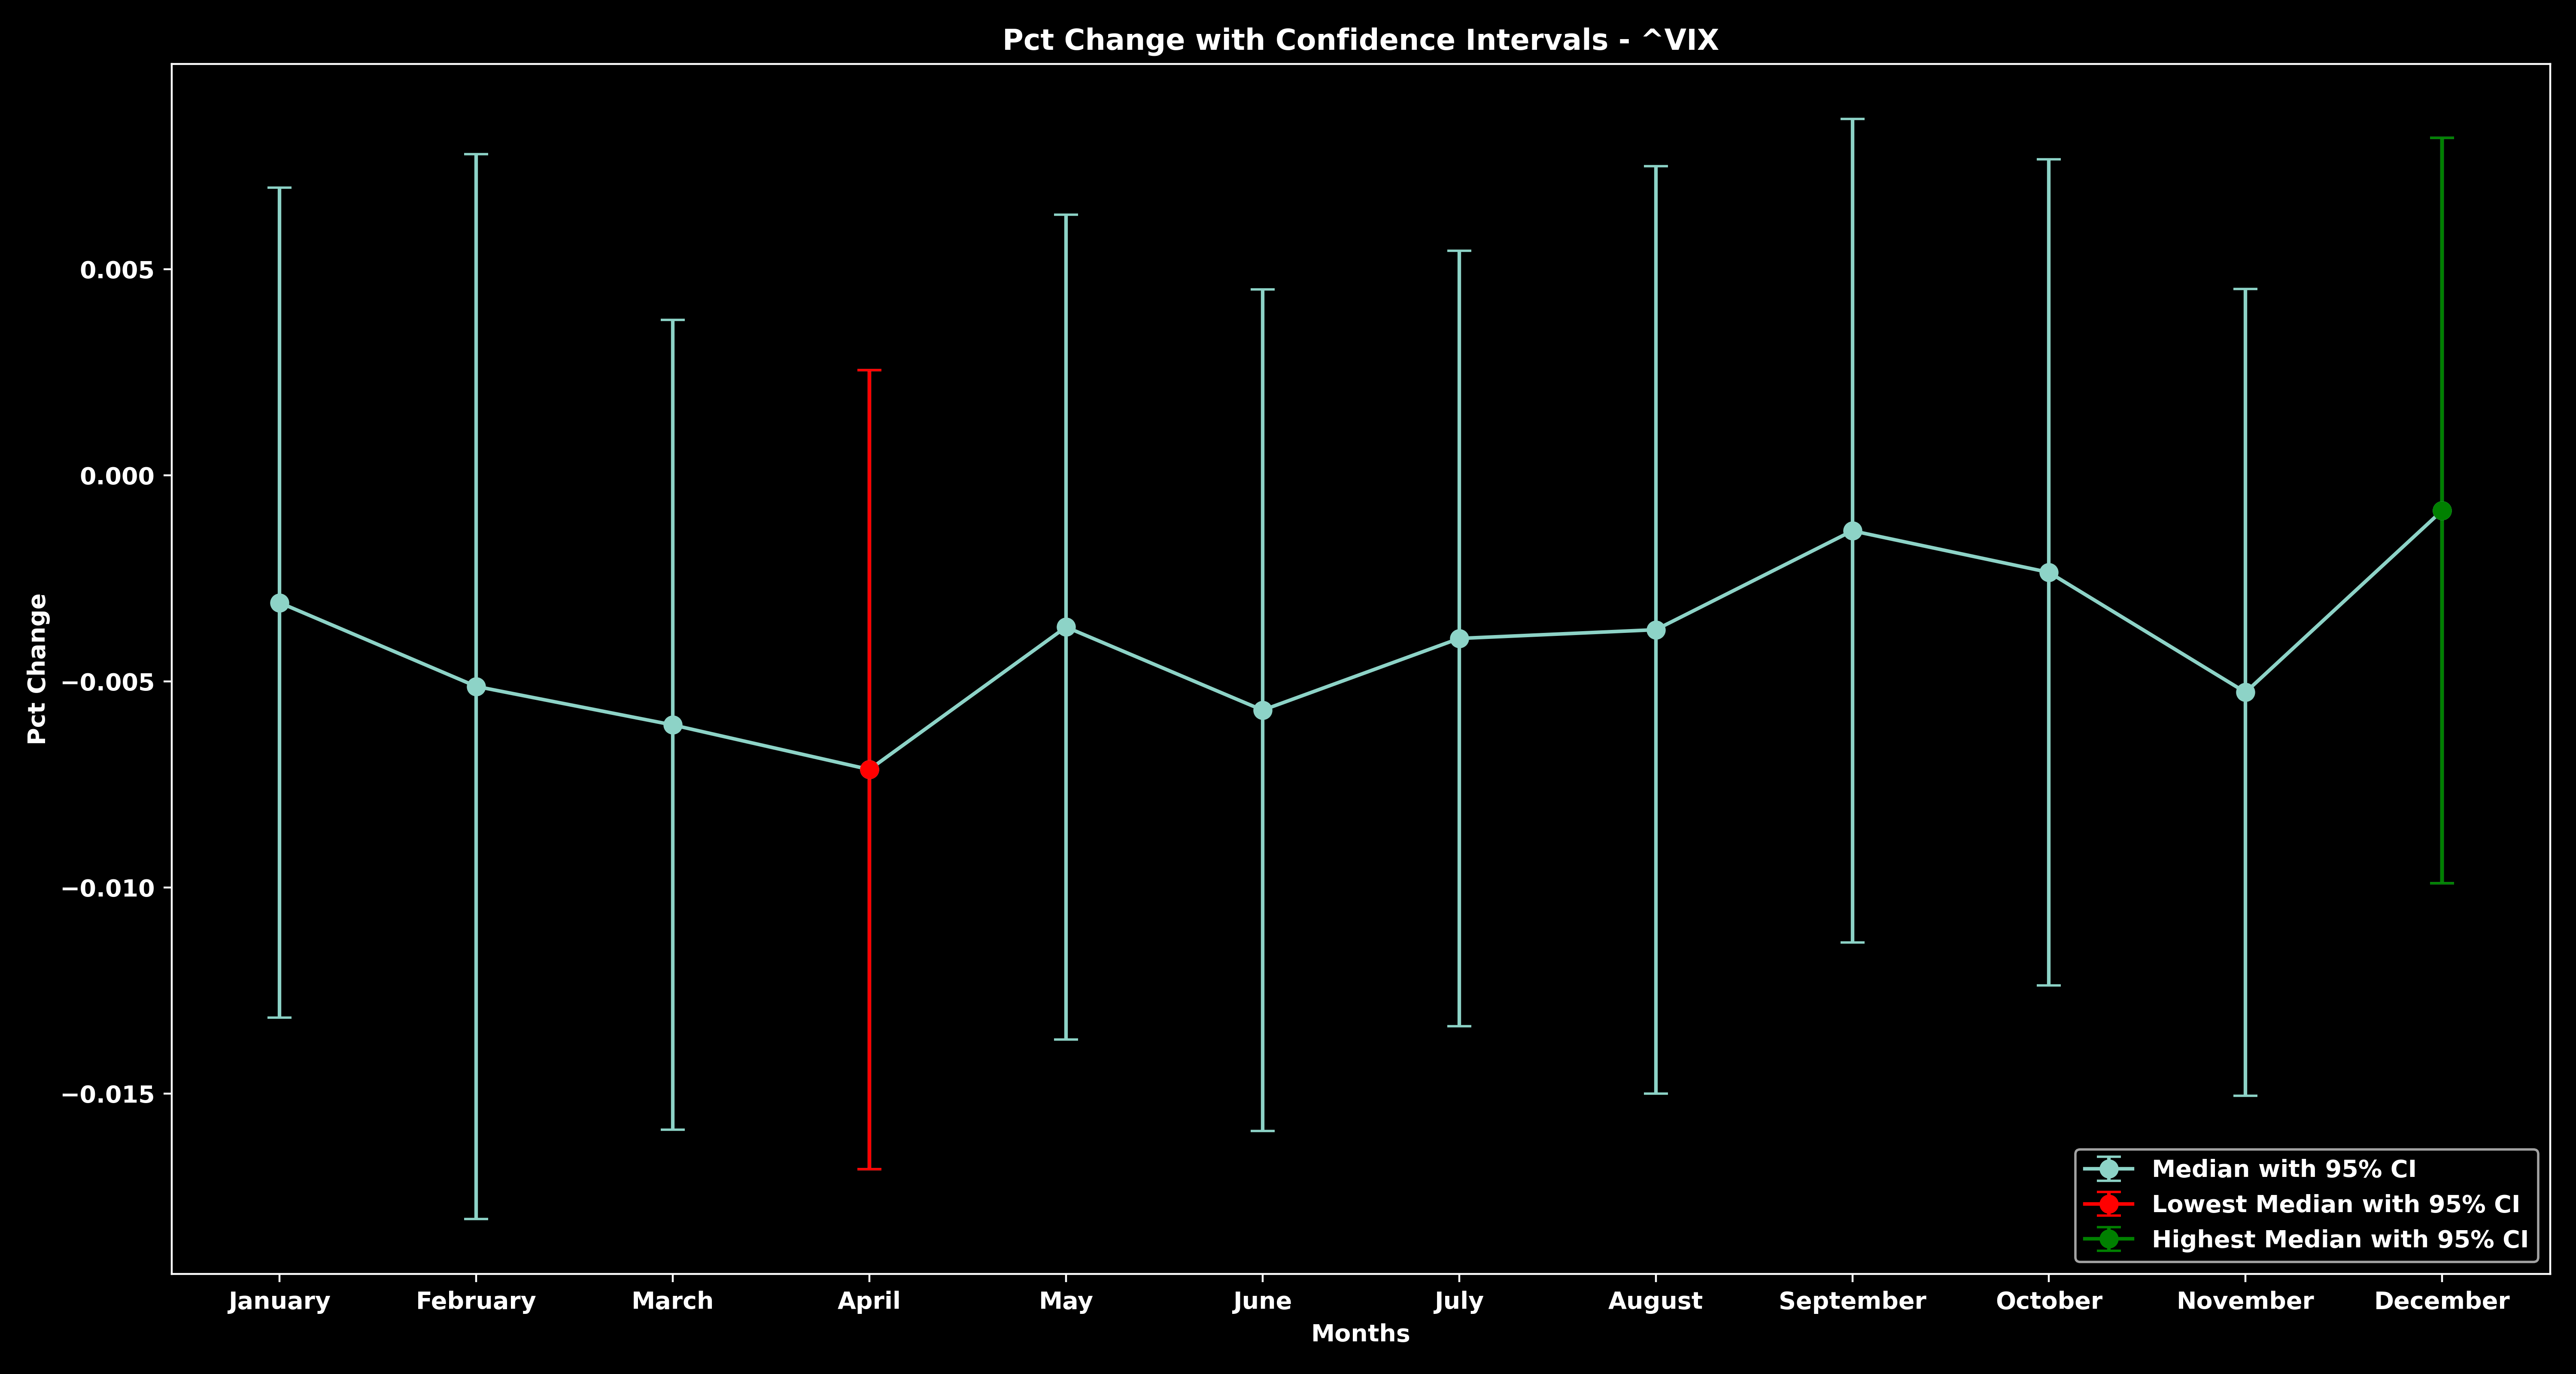 Pct Change with Confidence Intervals - ^VIX
Pct Change
0.005
0.000
−0.005
−0.010
−0.015
January February March April May June July August September October November December
Months
Median with 95% CI
Lowest Median with 95% CI
Highest Median with 95% CI